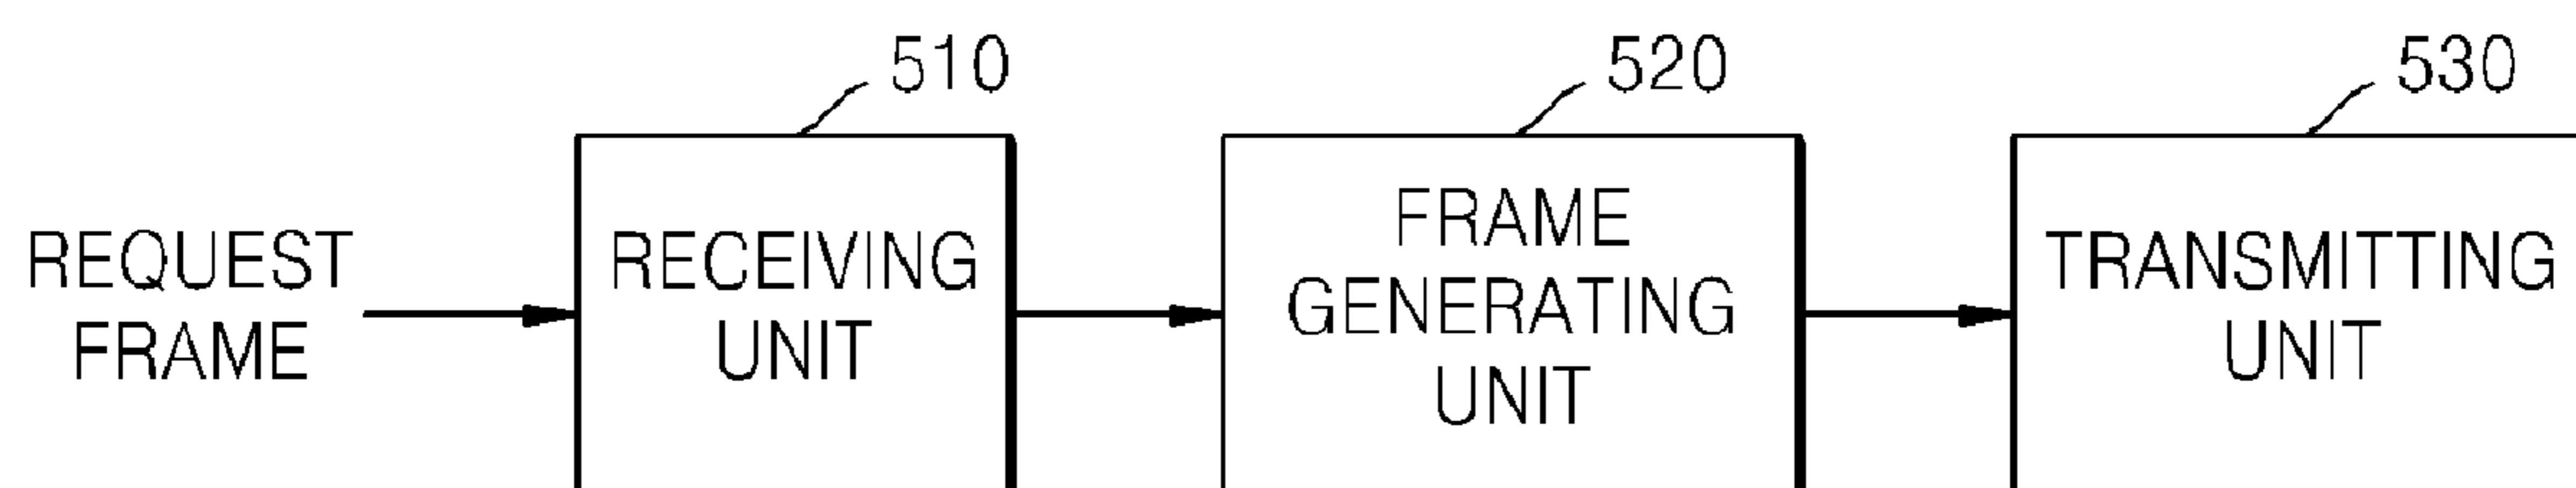 510
520
530
REQUEST
FRAME
RECEIVING
UNIT
FRAME
GENERATING
UNIT
TRANSMITTING
UNIT